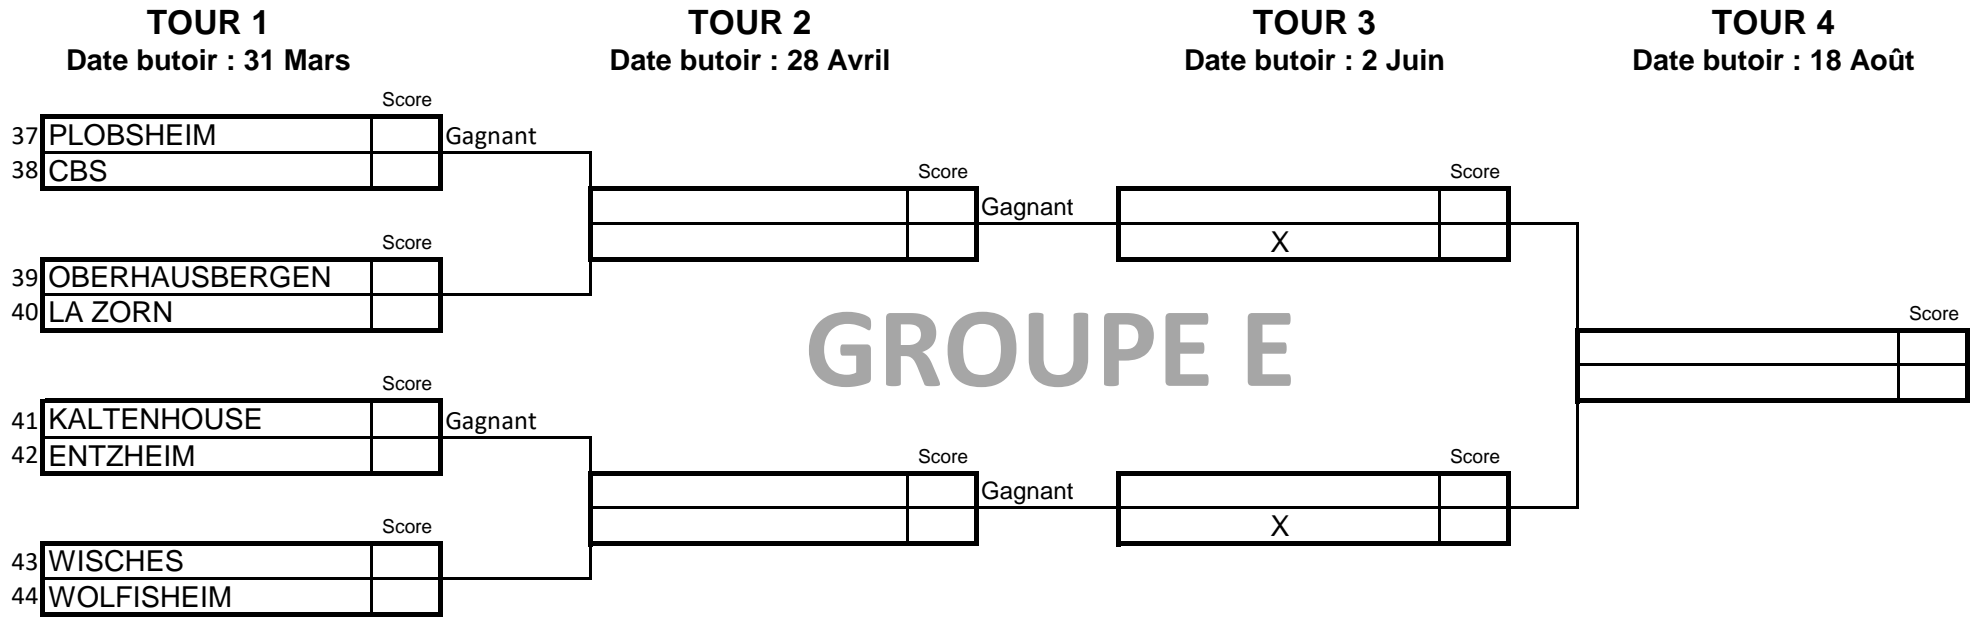 TOUR 1 TOUR 2 TOUR 3 TOUR 4
Date butoir : 31 Mars Date butoir : 28 Avril Date butoir : 2 Juin Date butoir : 18 Août
Score
37 PLOBSHEIM Gagnant
38 CBS Score Score
Gagnant
Score X
39 OBERHAUSBERGEN
40 LA ZORN Score
GROUPE E
Score
41 KALTENHOUSE Gagnant
42 ENTZHEIM Score Score
Gagnant
Score X
43 WISCHES
44 WOLFISHEIM